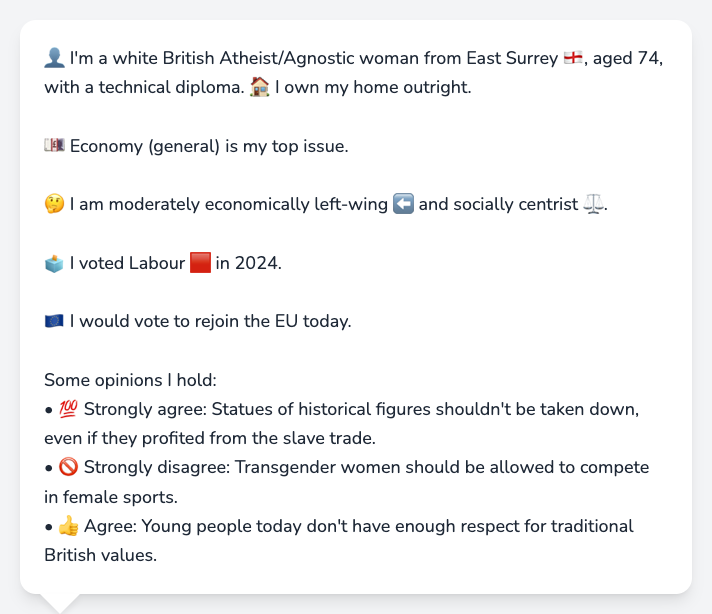 👤 I'm a white British Atheist/Agnostic woman from East Surrey 🏴󠁧󠁢󠁥󠁮󠁧󠁿, aged 74,
with a technical diploma. 🏠 I own my home outright.
💷 Economy (general) is my top issue.
🤔 I am moderately economically left-wing ⬅️ and socially centrist ⚖️.
🗳️ I voted Labour 🟥 in 2024.
🇪🇺 I would vote to rejoin the EU today.
Some opinions I hold:
• 💯 Strongly agree: Statues of historical figures shouldn't be taken down,
even if they profited from the slave trade.
• 🚫 Strongly disagree: Transgender women should be allowed to compete
in female sports.
• 👍 Agree: Young people today don't have enough respect for traditional
British values.